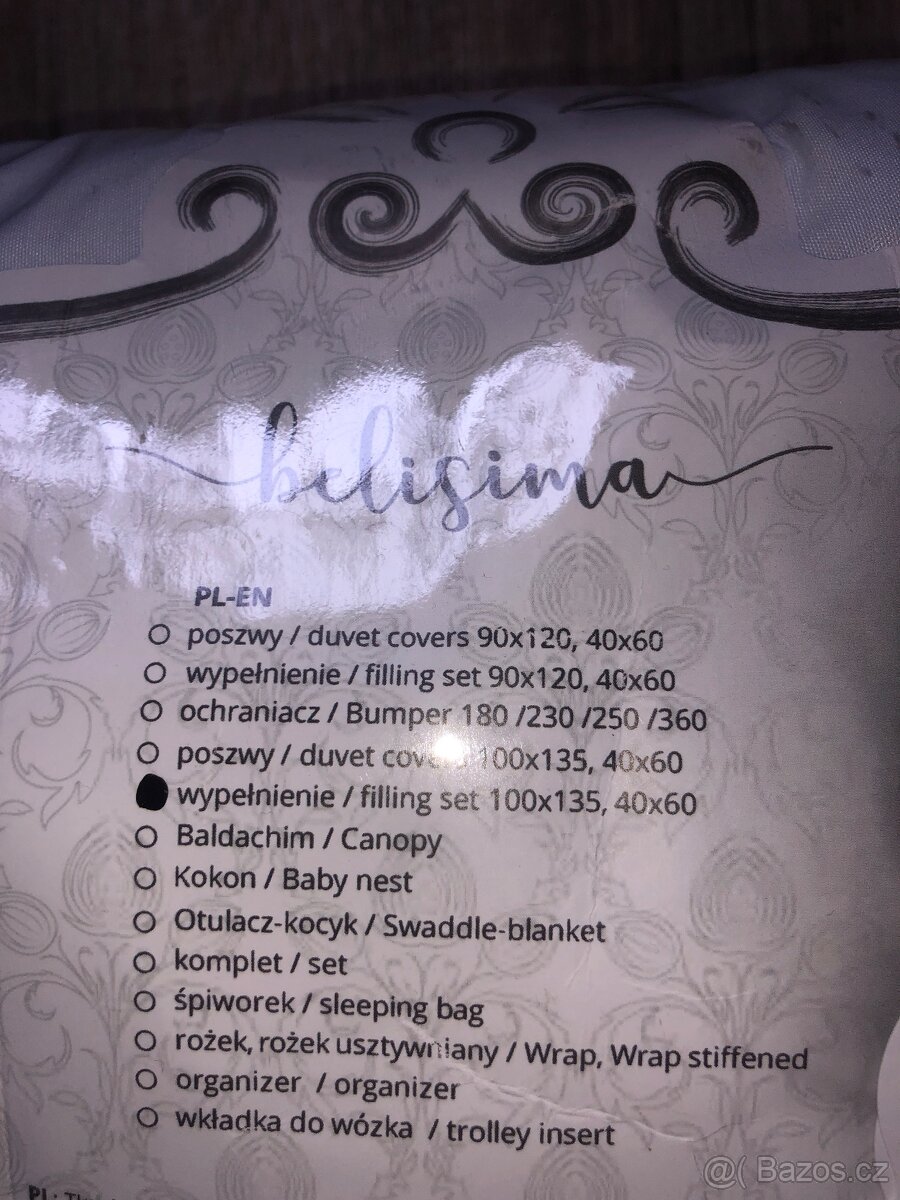 belisima
PL-EN
poszwy / duvet covers 90x120, 40x60
wypełnienie / filling set 90x120, 40x60
ochraniacz / Bumper 180 /230 /250 /360
poszwy / duvet covers 100x135, 40x60
wypełnienie / filling set 100x135, 40x60
Baldachim / Canopy
Kokon / Baby nest
Otulacz-kocyk / Swaddle-blanket
komplet / set
śpiworek / sleeping bag
rożek, rożek usztywniany / Wrap, Wrap stiffened
organizer / organizer
wkładka do wózka / trolley insert
PL:
@( Bazos.cz